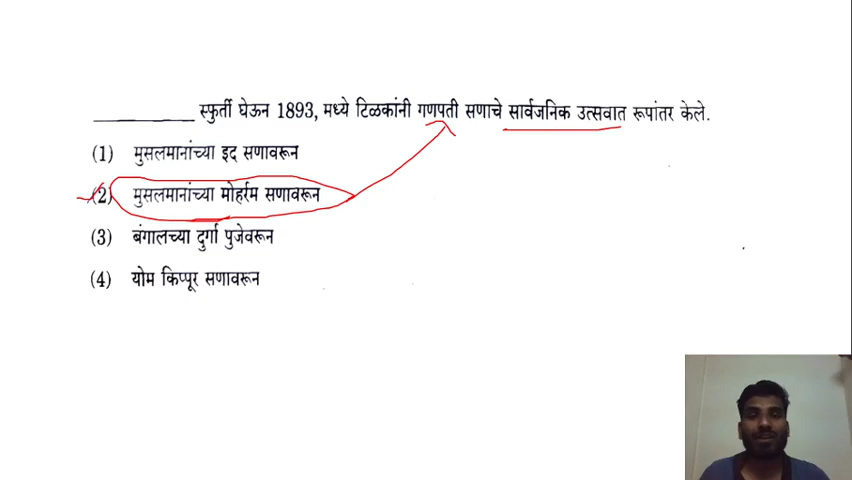 __________ स्फुर्ती घेऊन 1893, मध्ये टिळकांनी गणपती सणाचे सार्वजनिक उत्सवात रूपांतर केले.
(1) मुसलमानांच्या इद सणावरून
(2) मुसलमानांच्या मोहर्रम सणावरून
(3) बंगालच्या दुर्गा पुजेवरून
(4) योम किप्पूर सणावरून